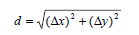 d = √((Δx)² + (Δy)²)